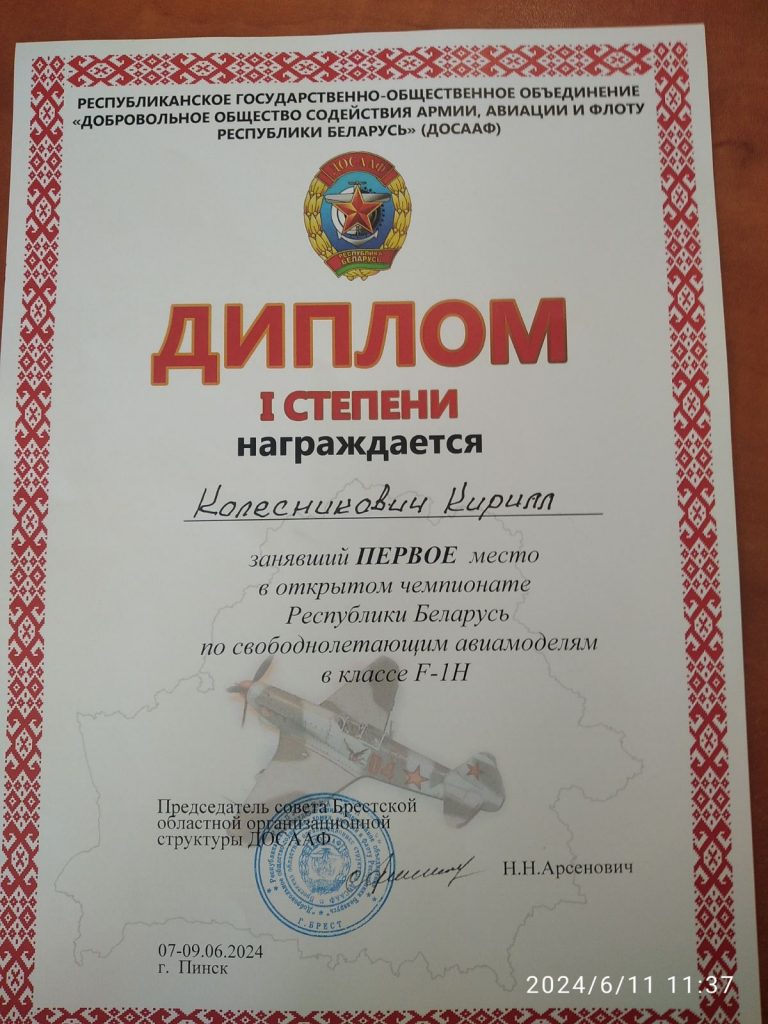 РЕСПУБЛИКАНСКОЕ ГОСУДАРСТВЕННО-ОБЩЕСТВЕННОЕ ОБЪЕДИНЕНИЕ
«ДОБРОВОЛЬНОЕ ОБЩЕСТВО СОДЕЙСТВИЯ АРМИИ, АВИАЦИИ И ФЛОТУ
РЕСПУБЛИКИ БЕЛАРУСЬ» (ДОСААФ)
ДОСААФ
РЕСПУБЛИКА
БЕЛАРУСЬ
ДИПЛОМ
I СТЕПЕНИ
награждается
Колесникович Кирилл
занявший ПЕРВОЕ место
в открытом чемпионате
Республики Беларусь
по свободнолетающим авиамоделям
в классе F-1H
04
Председатель совета Брестской
областной организационной
структуры ДОСААФ
Н.Н.Арсенович
Г.БРЕСТ
07-09.06.2024
г. Пинск
2024/6/11 11:37